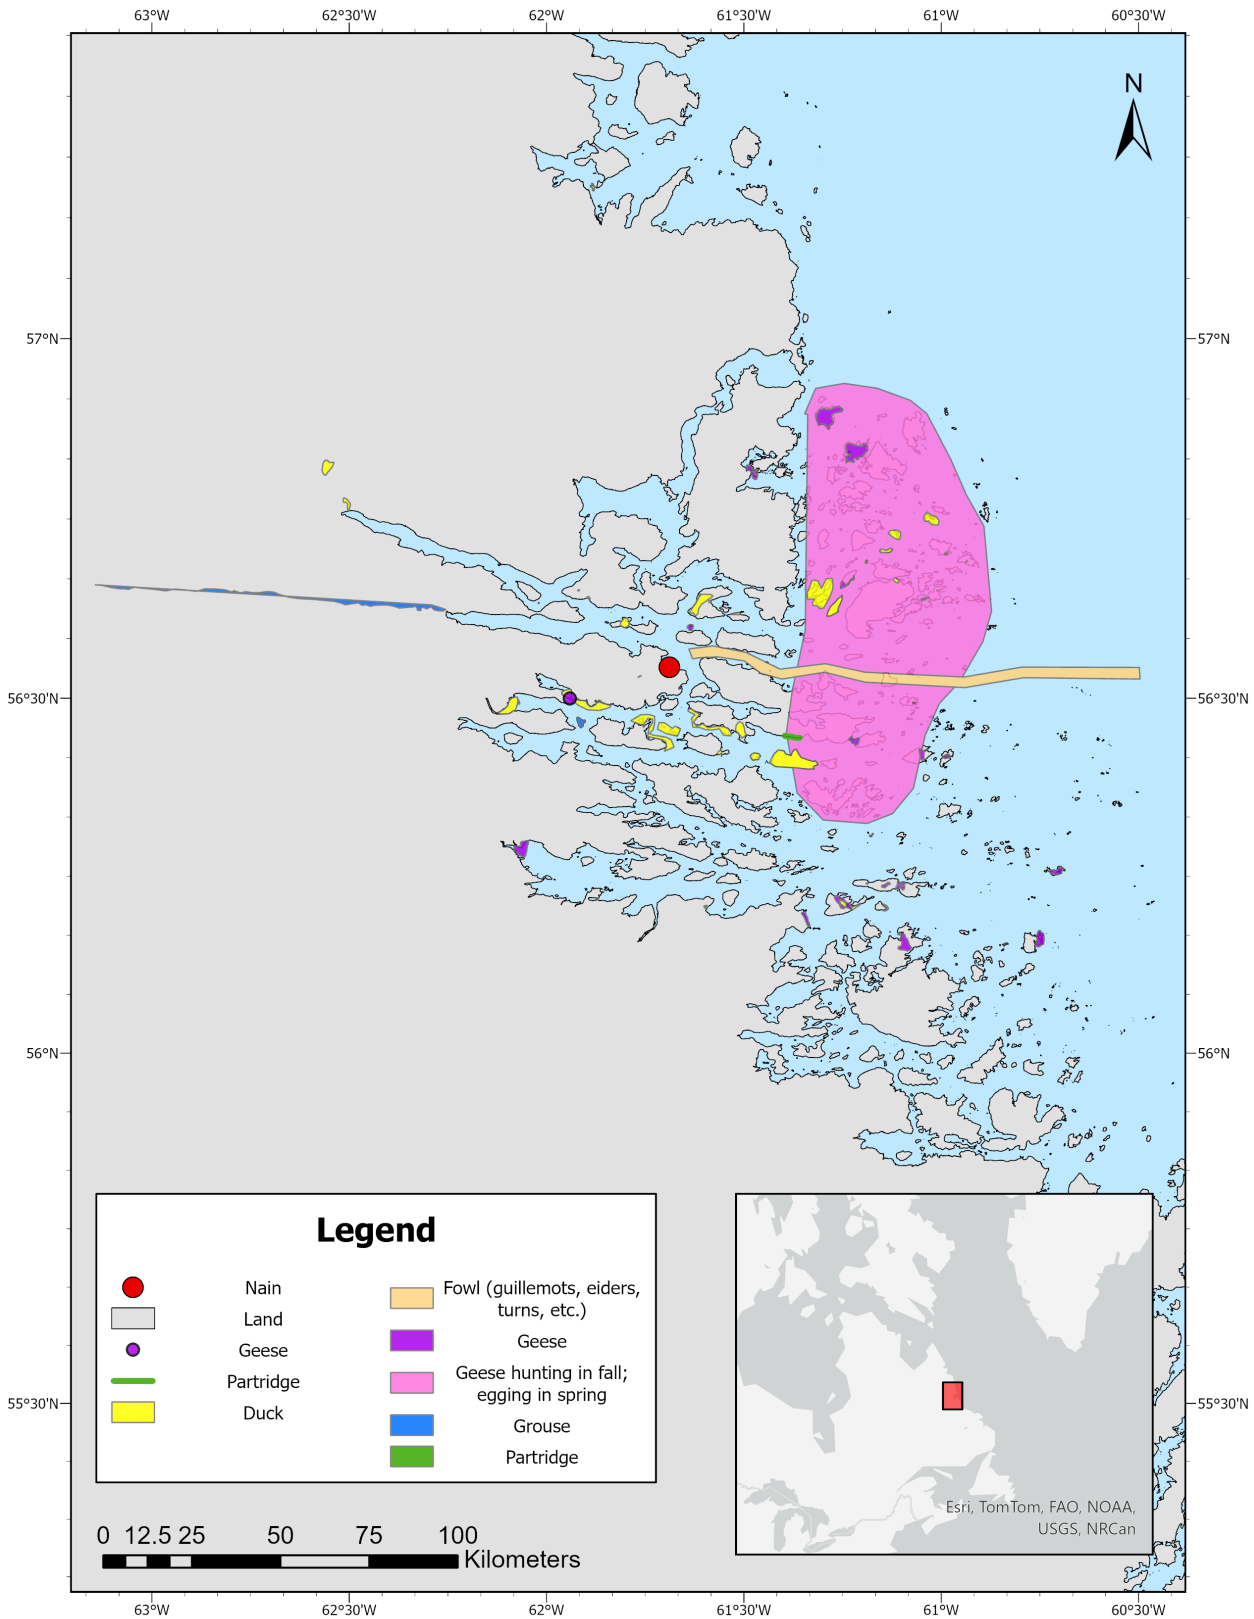 63°W 62°30'W 62°W 61°30'W 61°W 60°30'W
N
57°N 57°N
56°30'N 56°30'N
56°N 56°N
55°30'N 55°30'N
Legend
Nain
Land
Geese
Partridge
Duck
Fowl (guillemots, eiders,
turns, etc.)
Geese
Geese hunting in fall;
egging in spring
Grouse
Partridge
Esri, TomTom, FAO, NOAA,
USGS, NRCan
0 12.5 25 50 75 100
Kilometers
63°W 62°30'W 62°W 61°30'W 61°W 60°30'W